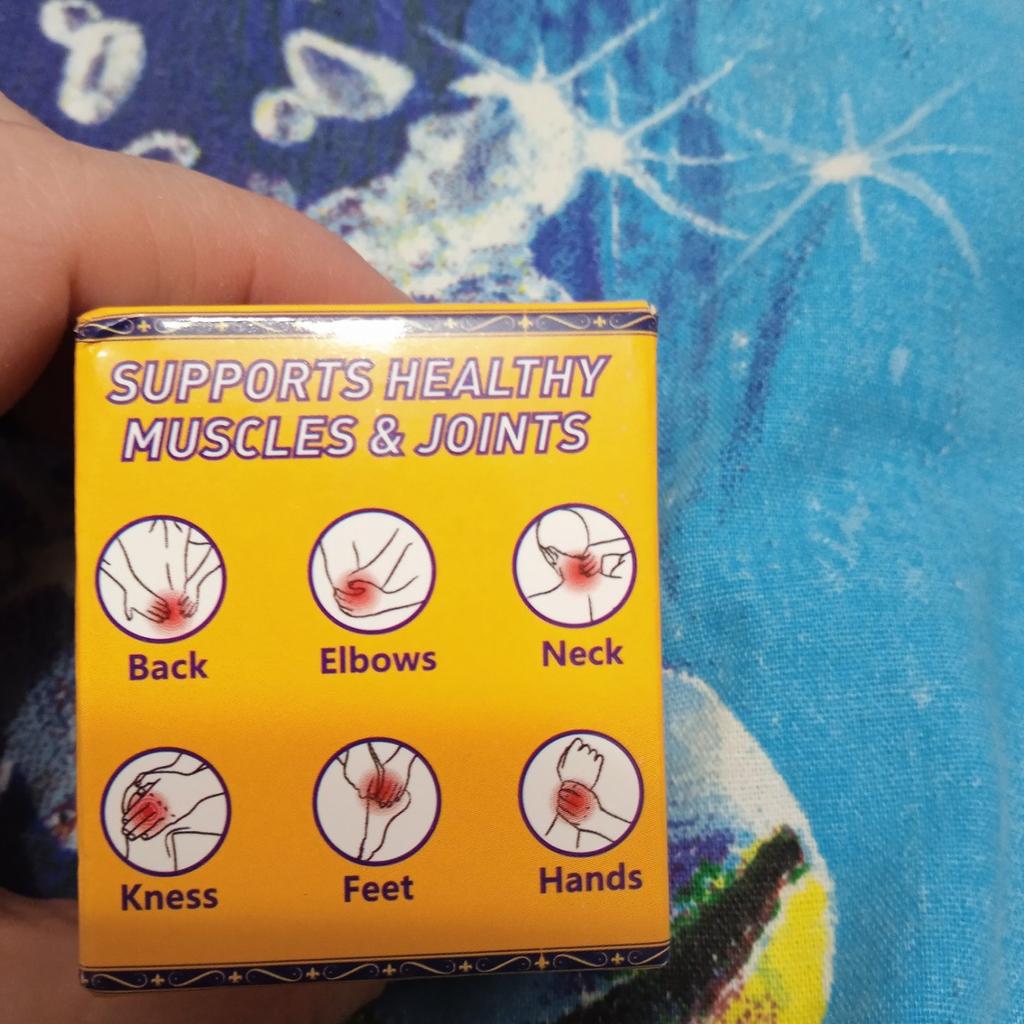 SUPPORTS HEALTHY
MUSCLES & JOINTS
Back Elbows Neck
Kness Feet Hands